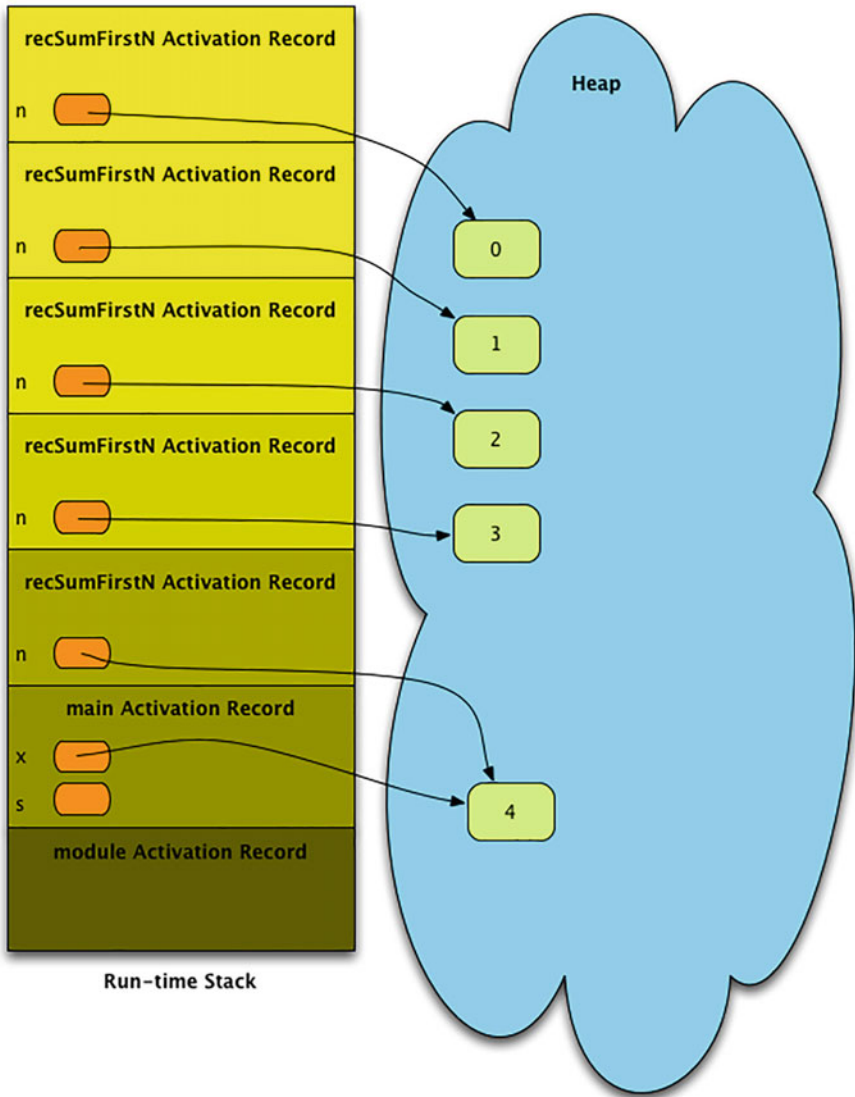 recSumFirstN Activation Record
n
recSumFirstN Activation Record
n
recSumFirstN Activation Record
n
recSumFirstN Activation Record
n
recSumFirstN Activation Record
n
main Activation Record
x
s
module Activation Record
Run-time Stack
Heap
0
1
2
3
4